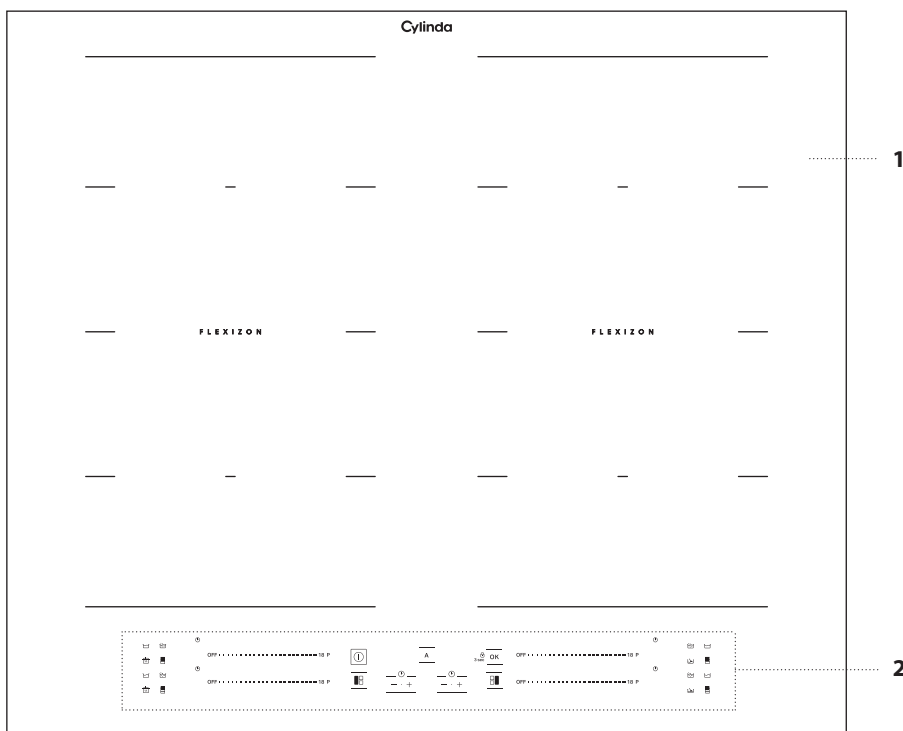 Cylinda
1
FLEXIZON FLEXIZON
2
OFF 18 P A 3 sec OK OFF 18 P
OFF 18 P - + - + OFF 18 P